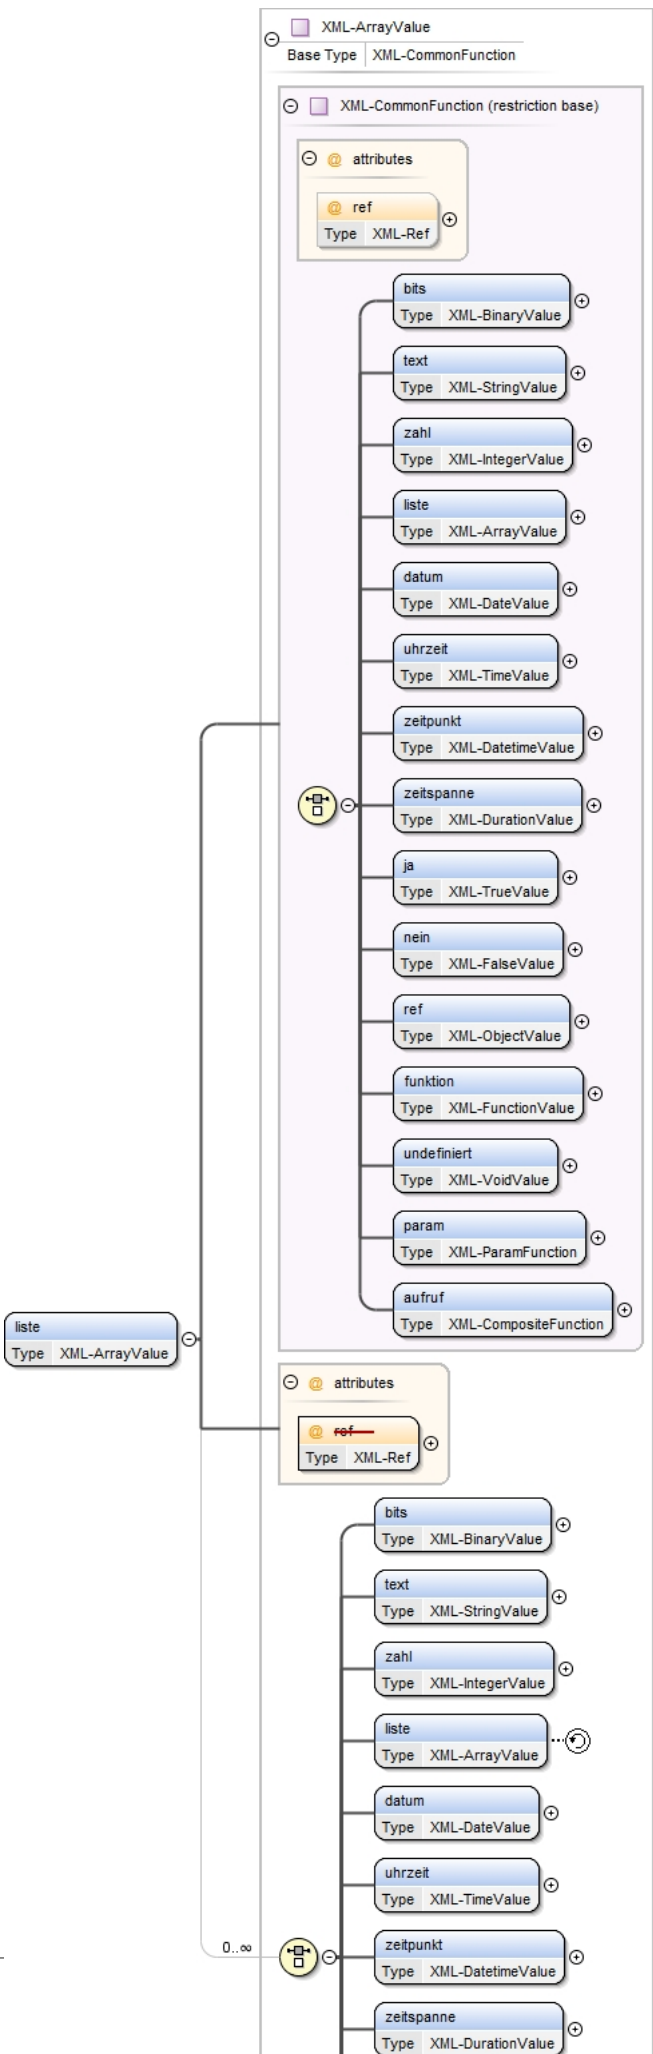 XML-ArrayValue
Base Type XML-CommonFunction
XML-CommonFunction (restriction base)
@ attributes
@ ref
Type XML-Ref
bits
Type XML-BinaryValue
text
Type XML-StringValue
zahl
Type XML-IntegerValue
liste
Type XML-ArrayValue
datum
Type XML-DateValue
uhrzeit
Type XML-TimeValue
zeitpunkt
Type XML-DatetimeValue
zeitspanne
Type XML-DurationValue
ja
Type XML-TrueValue
nein
Type XML-FalseValue
ref
Type XML-ObjectValue
funktion
Type XML-FunctionValue
undefiniert
Type XML-VoidValue
param
Type XML-ParamFunction
aufruf
Type XML-CompositeFunction
liste
Type XML-ArrayValue
@ attributes
@ ref
Type XML-Ref
bits
Type XML-BinaryValue
text
Type XML-StringValue
zahl
Type XML-IntegerValue
liste
Type XML-ArrayValue
datum
Type XML-DateValue
uhrzeit
Type XML-TimeValue
0..∞
zeitpunkt
Type XML-DatetimeValue
zeitspanne
Type XML-DurationValue